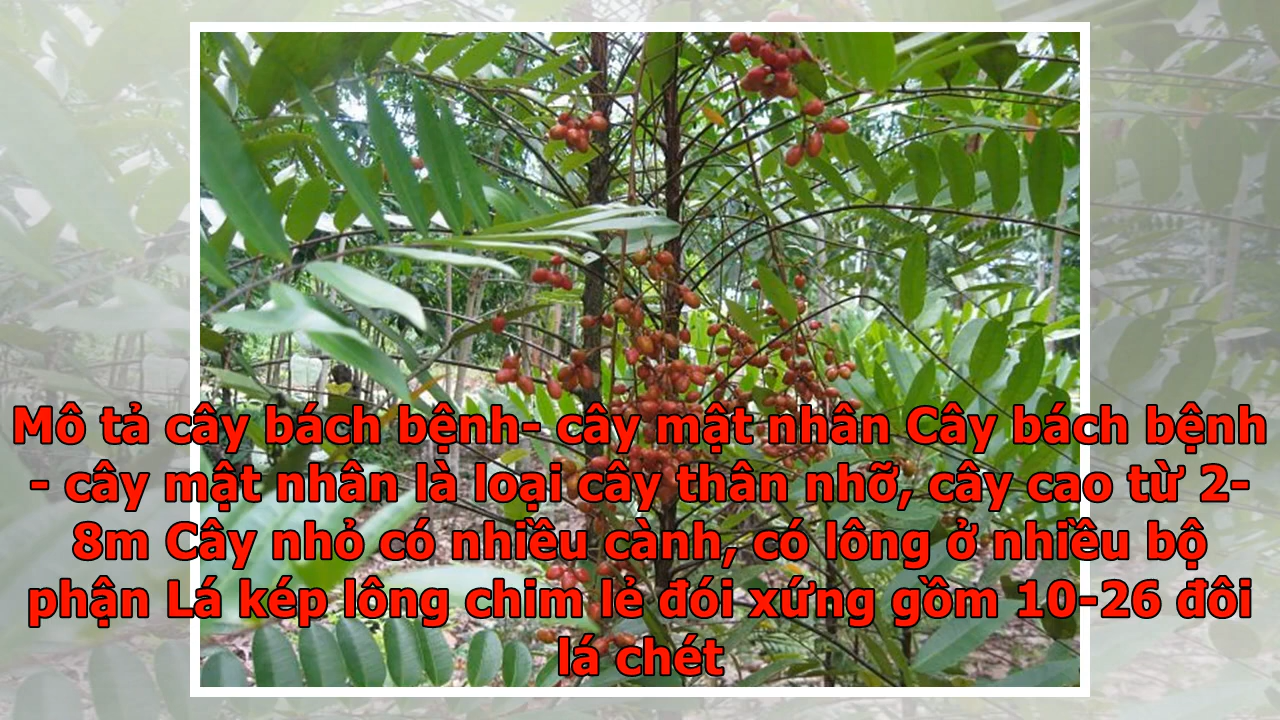 Mô tả cây bách bệnh- cây mật nhân Cây bách bệnh
- cây mật nhân là loại cây thân nhỡ, cây cao từ 2-
8m Cây nhỏ có nhiều cành, có lông ở nhiều bộ
phận Lá kép lông chim lẻ đói xứng gồm 10-26 đôi
lá chét